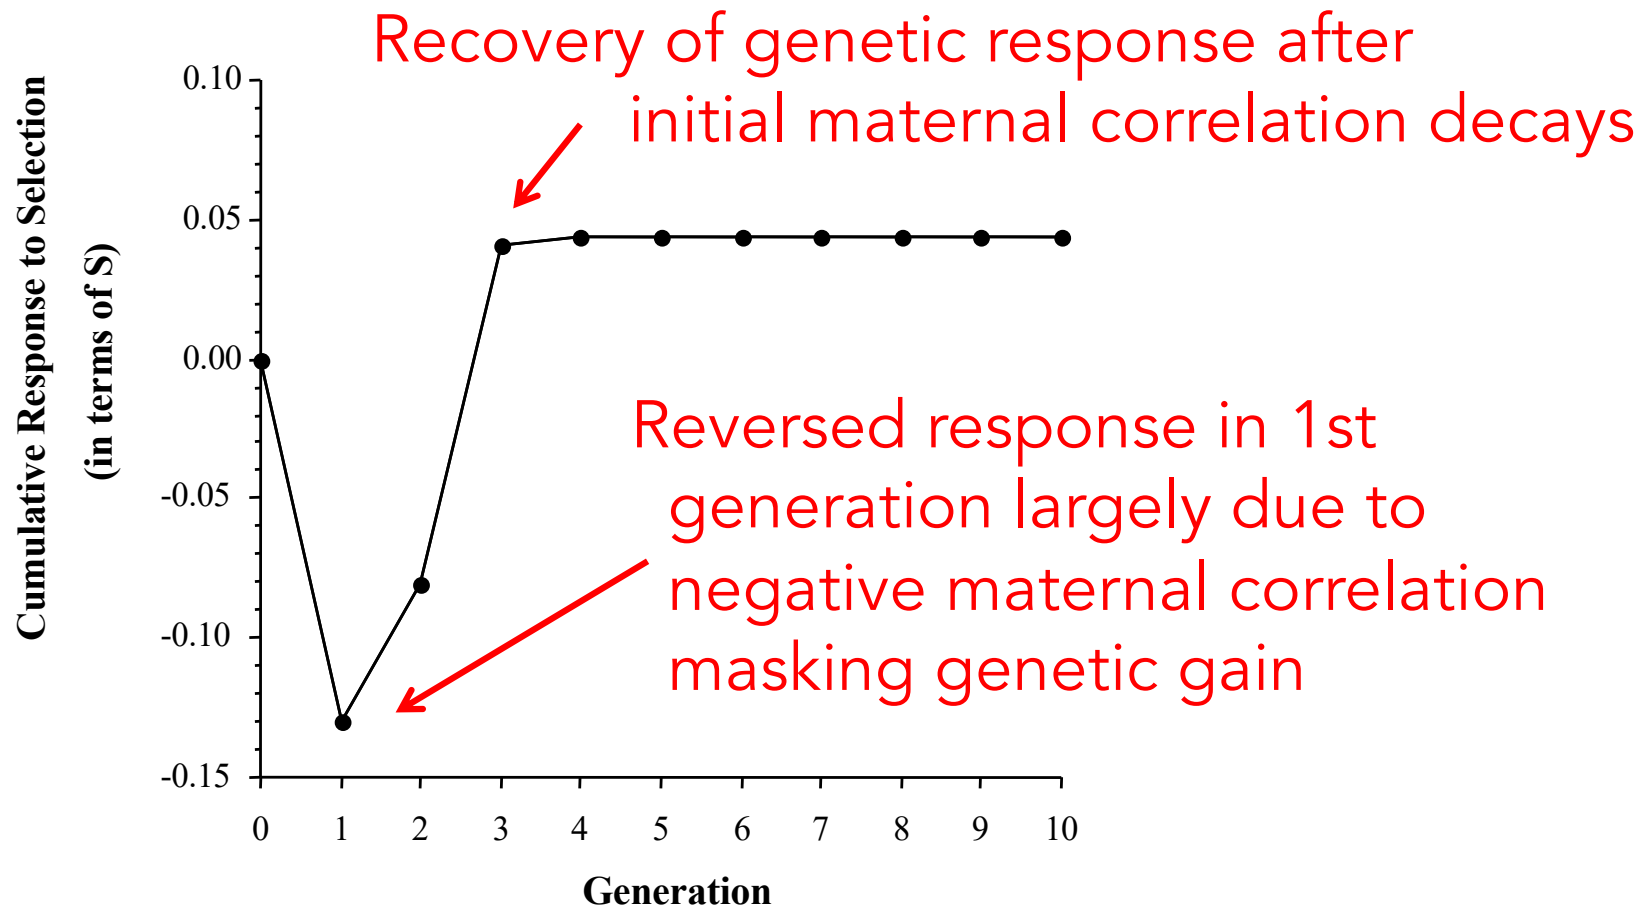 Recovery of genetic response after
initial maternal correlation decays
Cumulative Response to Selection
(in terms of S)
0.10
0.05
0.00
-0.05
-0.10
-0.15
Reversed response in 1st
generation largely due to
negative maternal correlation
masking genetic gain
0 1 2 3 4 5 6 7 8 9 10
Generation